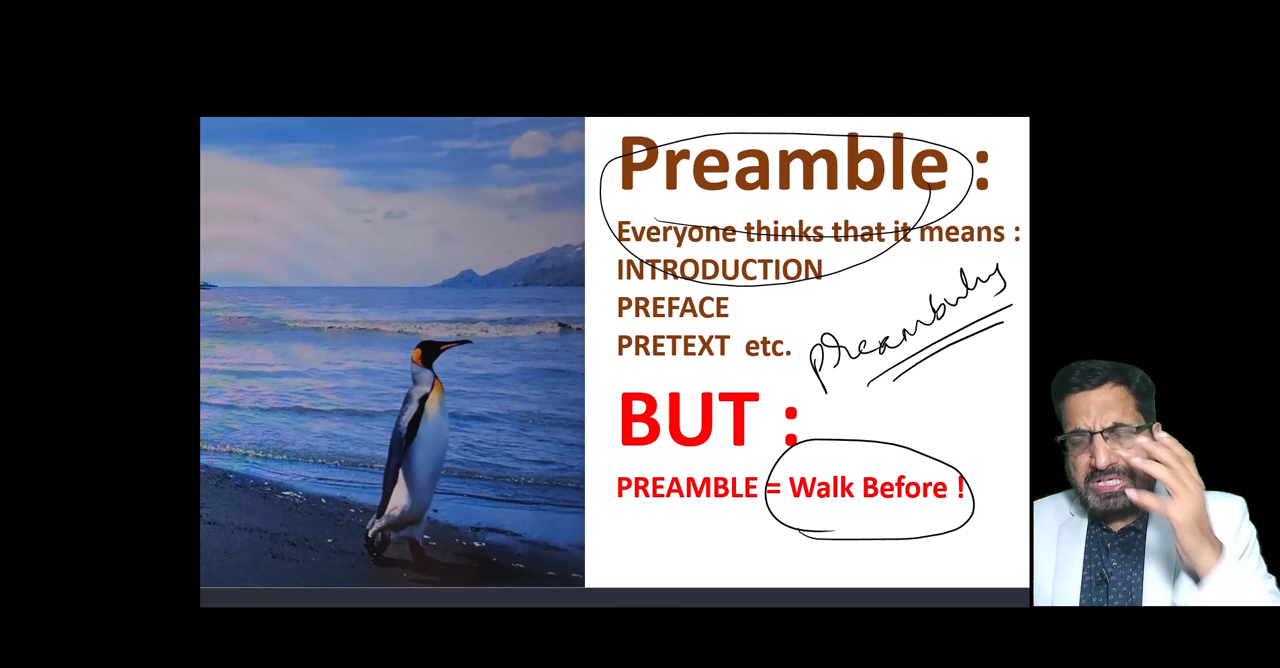 Preamble :
Everyone thinks that it means :
INTRODUCTION
PREFACE
PRETEXT etc.
BUT :
PREAMBLE = Walk Before !